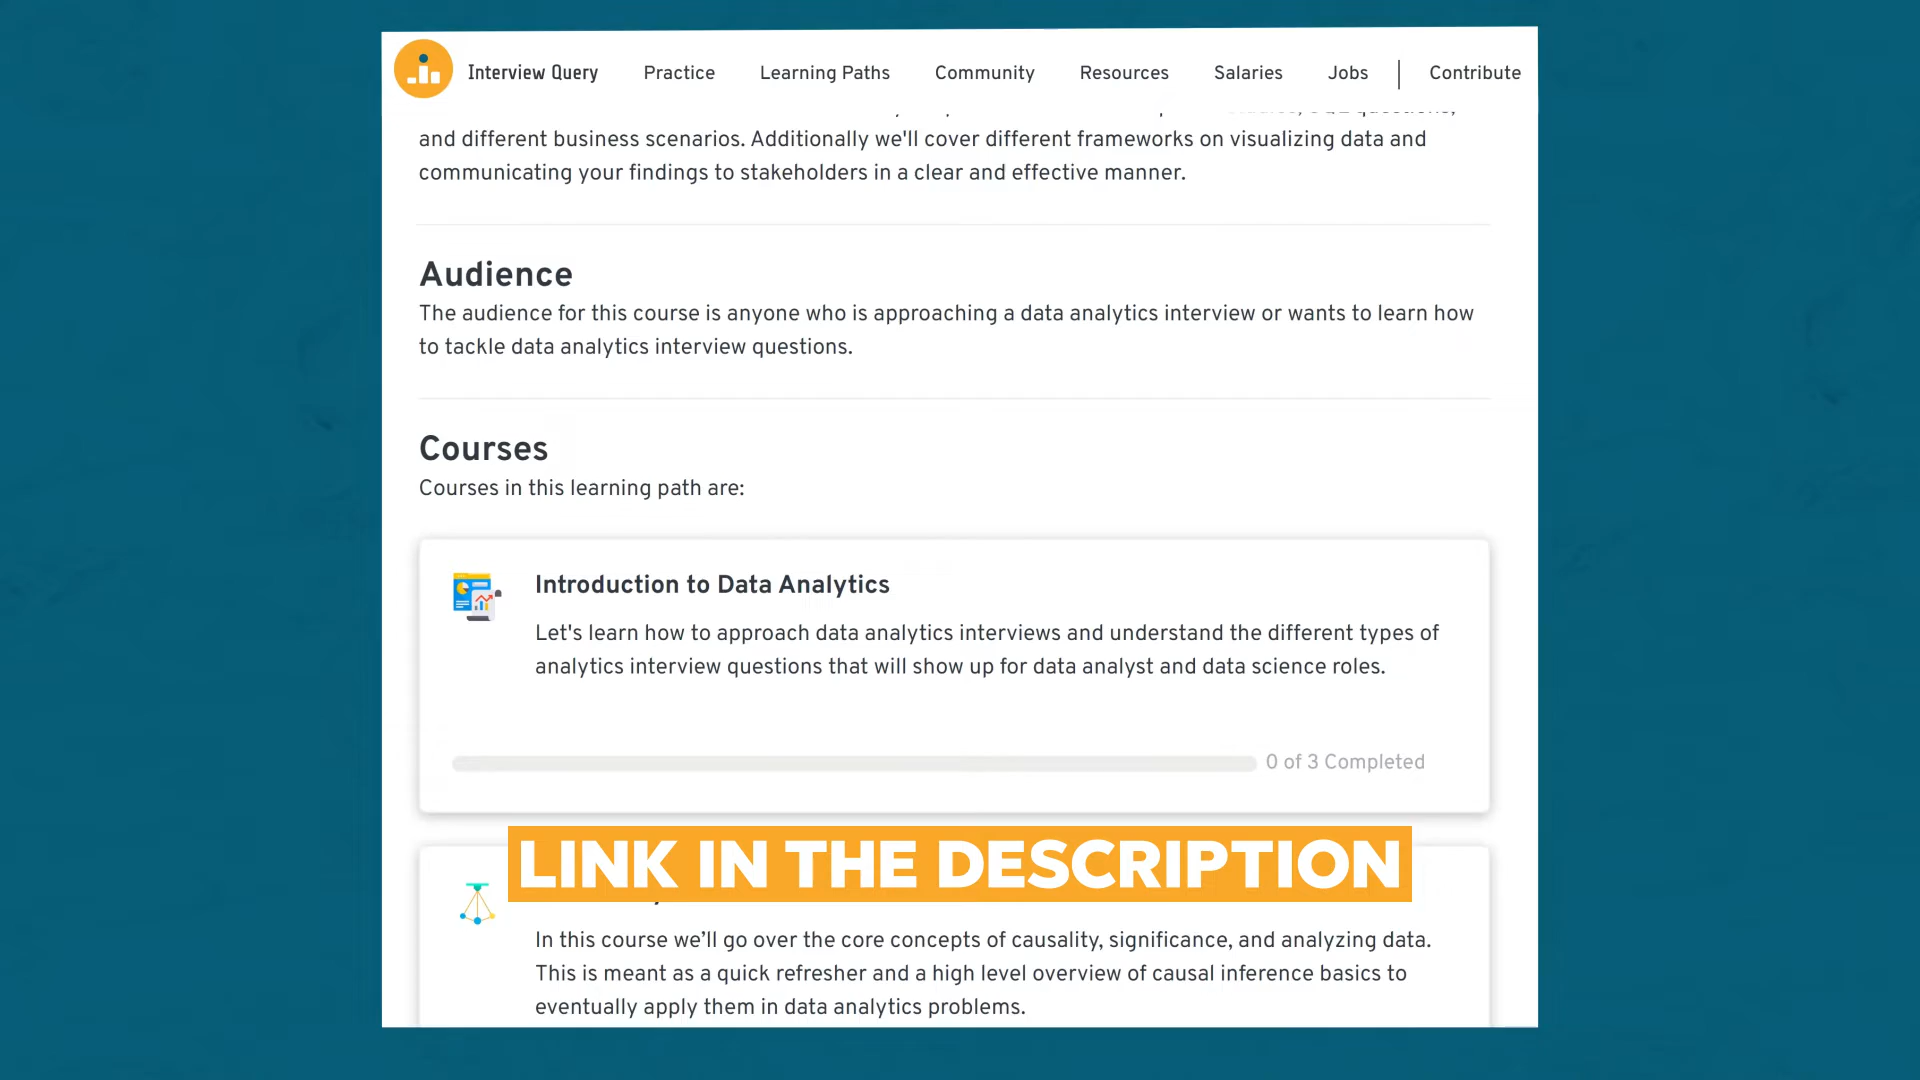 Interview Query Practice Learning Paths Community Resources Salaries Jobs Contribute
and different business scenarios. Additionally we'll cover different frameworks on visualizing data and
communicating your findings to stakeholders in a clear and effective manner.
Audience
The audience for this course is anyone who is approaching a data analytics interview or wants to learn how
to tackle data analytics interview questions.
Courses
Courses in this learning path are:
Introduction to Data Analytics
Let's learn how to approach data analytics interviews and understand the different types of
analytics interview questions that will show up for data analyst and data science roles.
0 of 3 Completed
LINK IN THE DESCRIPTION
In this course we’ll go over the core concepts of causality, significance, and analyzing data.
This is meant as a quick refresher and a high level overview of causal inference basics to
eventually apply them in data analytics problems.